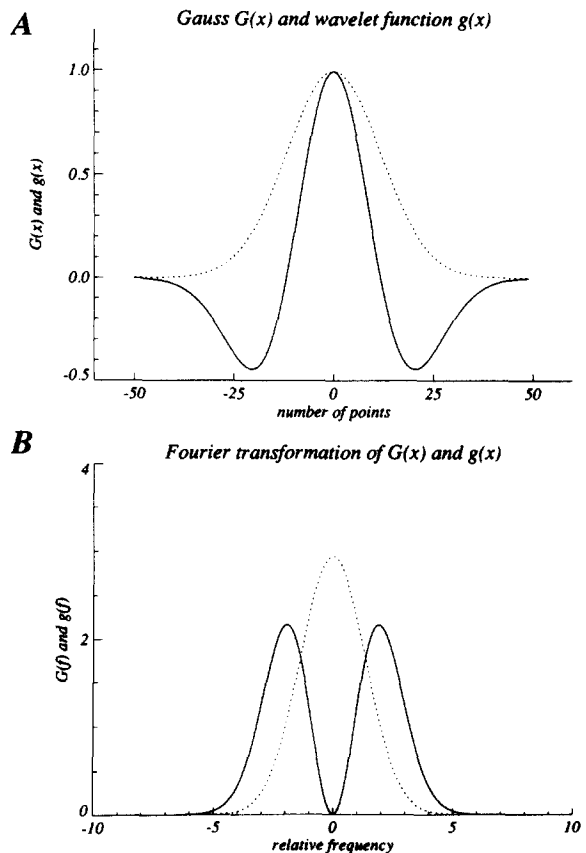 A
Gauss G(x) and wavelet function g(x)
1.0
0.5
0.0
-0.5
G(x) and g(x)
-50
-25
0
25
50
number of points
B
Fourier transformation of G(x) and g(x)
4
2
0
G(f) and g(f)
-10
-5
0
5
10
relative frequency